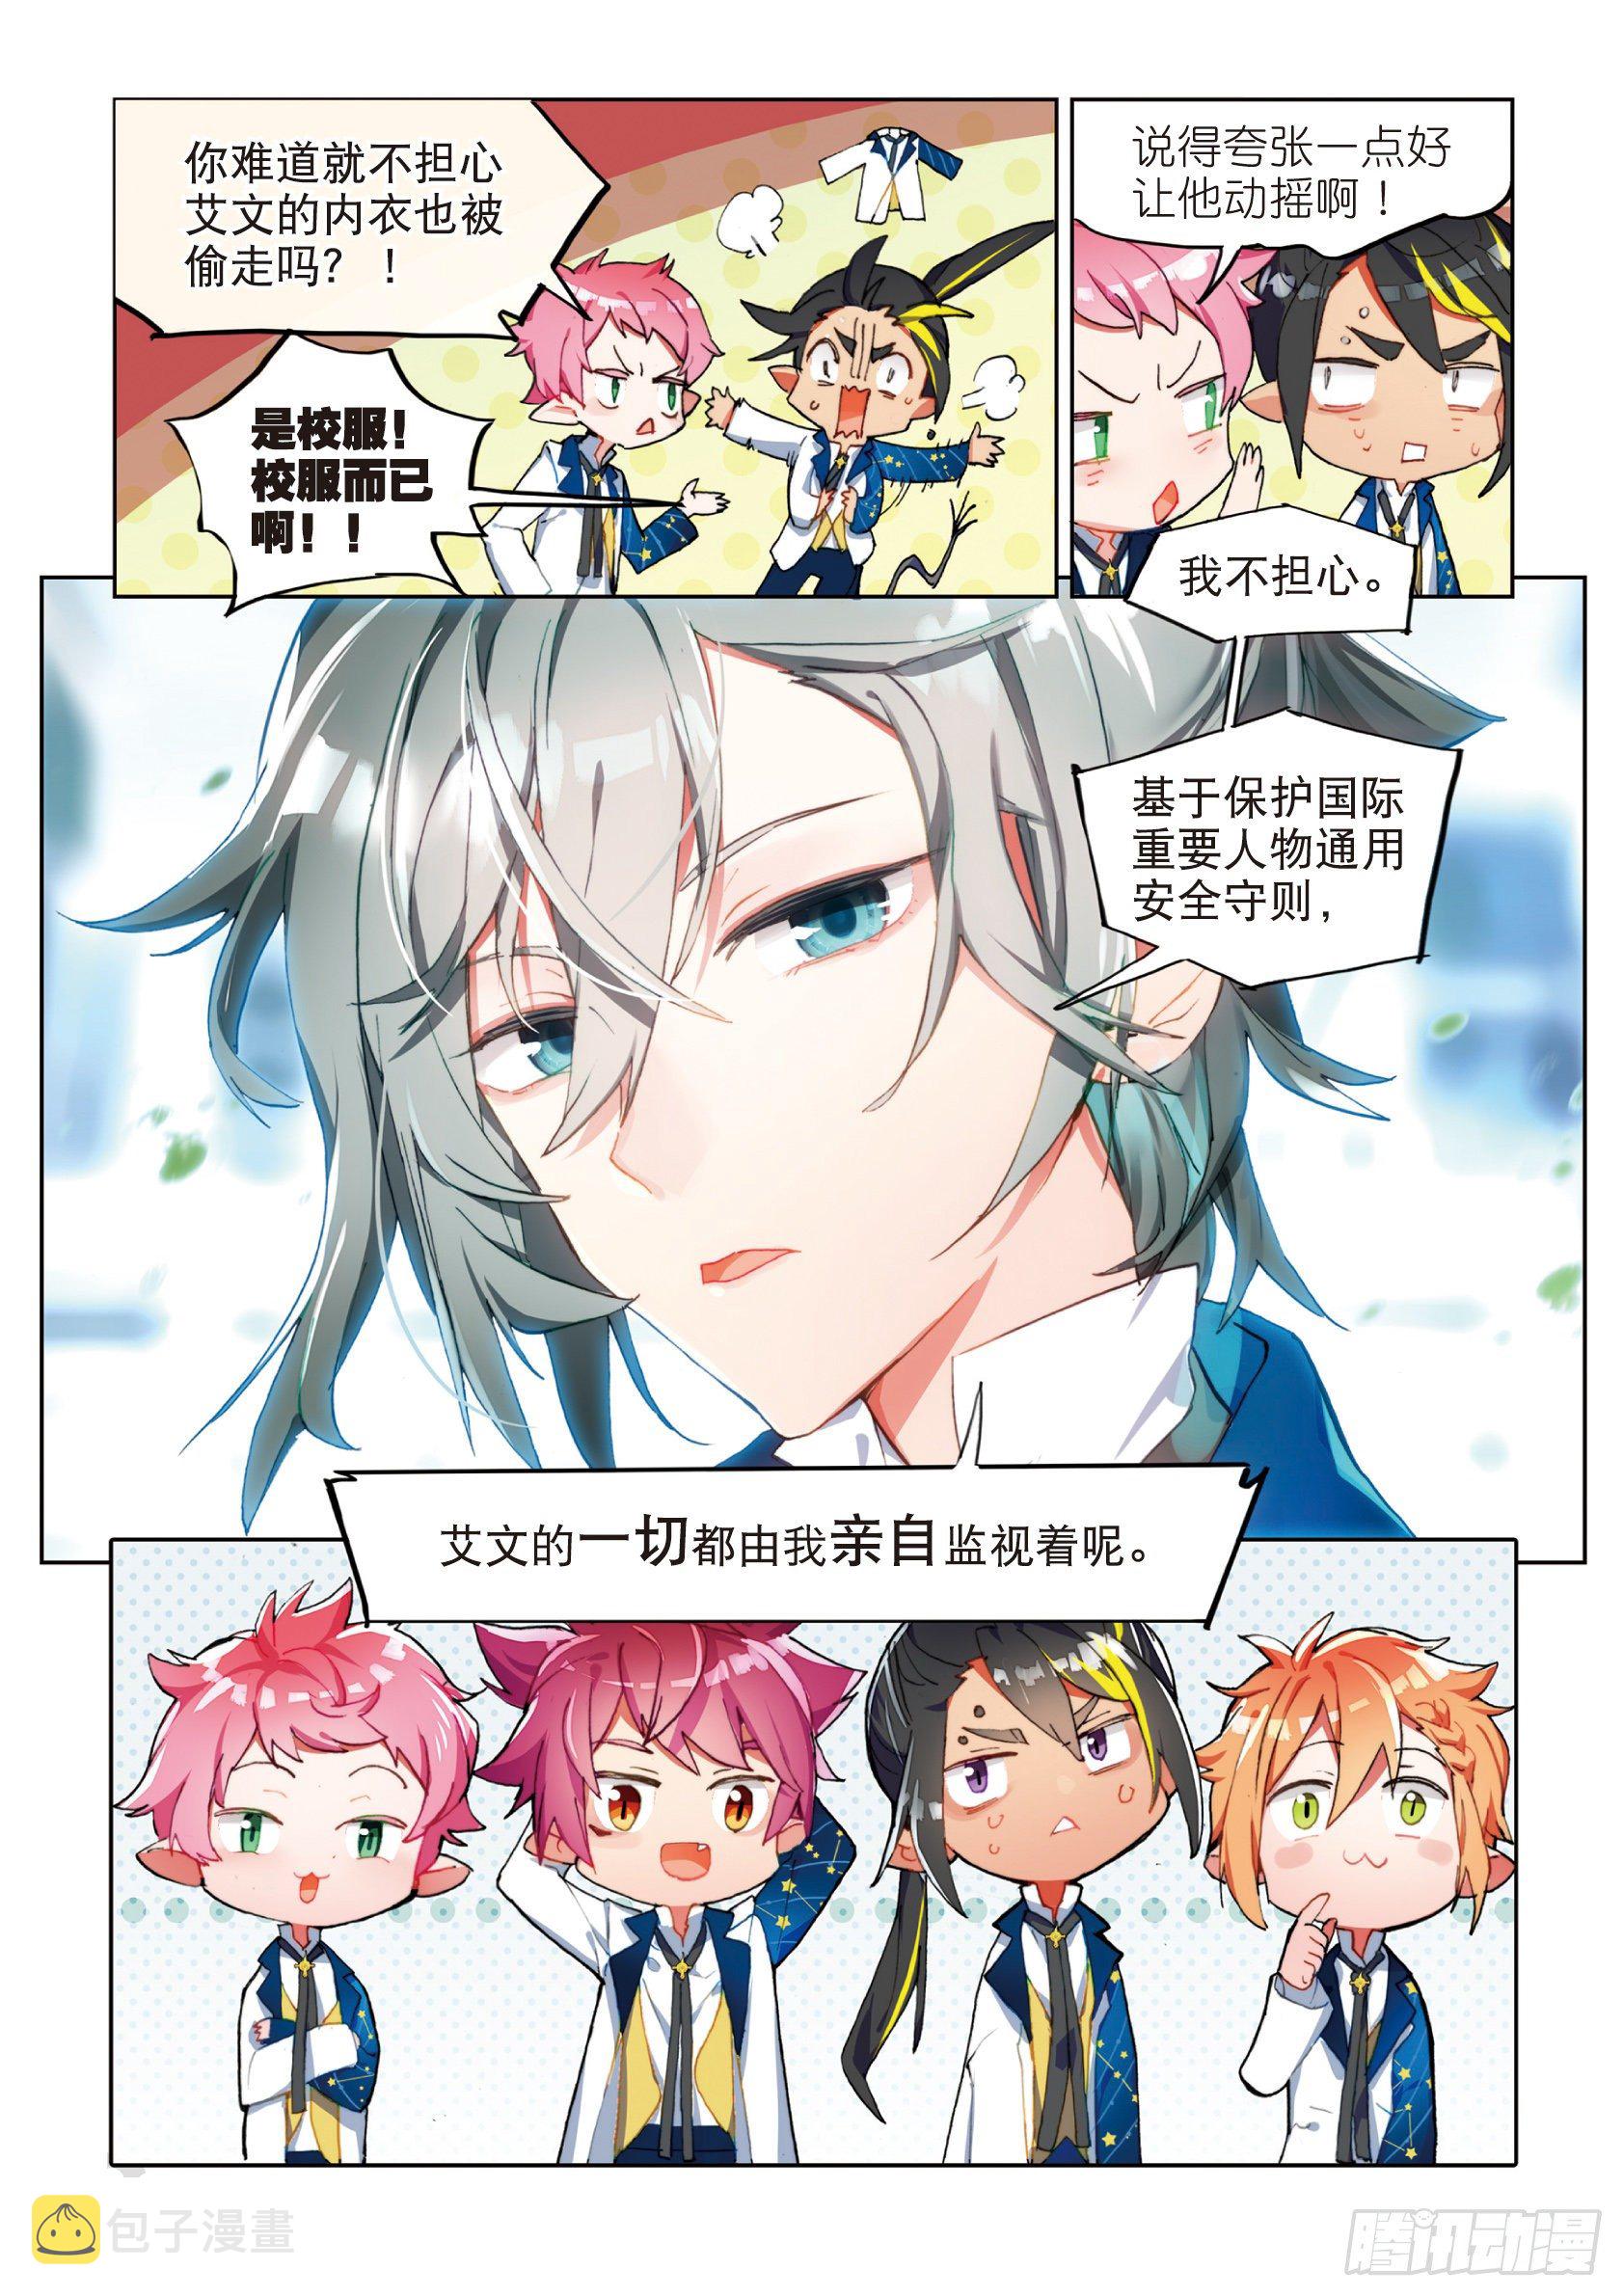 你难道就不担心
艾文的内衣也被
偷走吗？！
是校服！
校服而已
啊！！
说得夸张一点好
让他动摇啊！
我不担心。
基于保护国际
重要人物通用
安全守则，
艾文的一切都由我亲自监视着呢。
包子漫畫
腾讯动漫